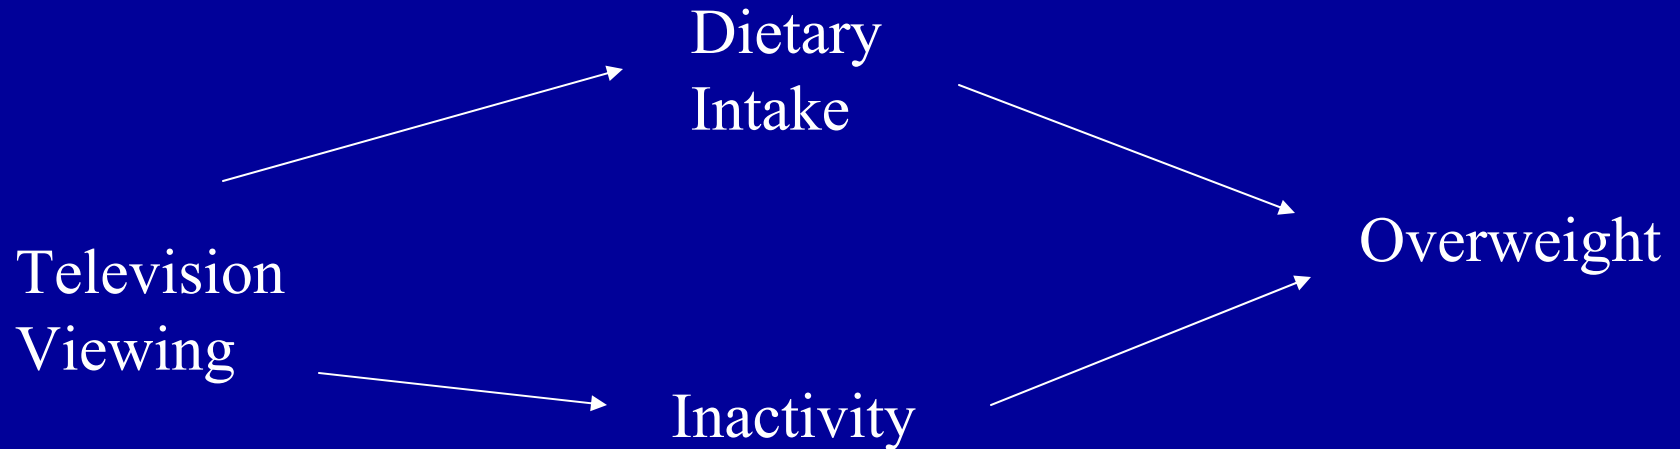 Dietary
Intake
Overweight
Television
Viewing
Inactivity